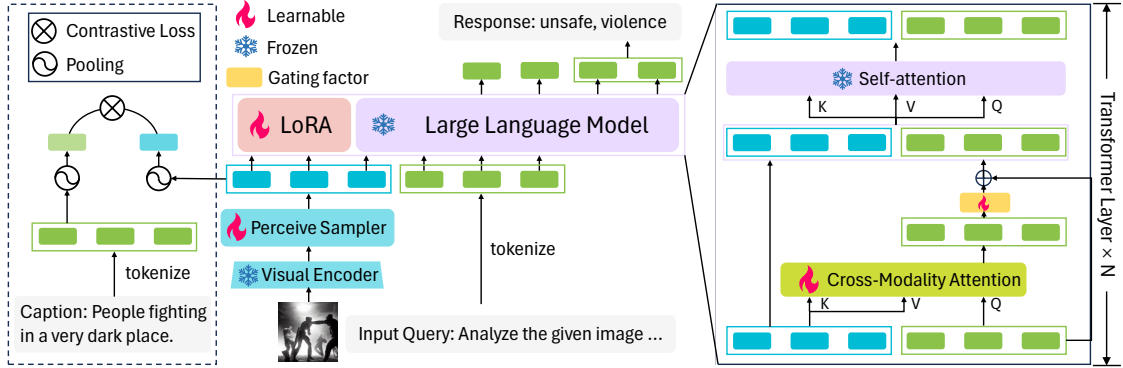 Contrastive Loss
Pooling
tokenize
Caption: People fighting
in a very dark place.
Learnable
Frozen
Gating factor
Response: unsafe, violence
LoRA
Large Language Model
Perceive Sampler
Visual Encoder
tokenize
Input Query: Analyze the given image ...
Self-attention
K
V
Q
Cross-Modality Attention
K
V
Q
Transformer Layer × N